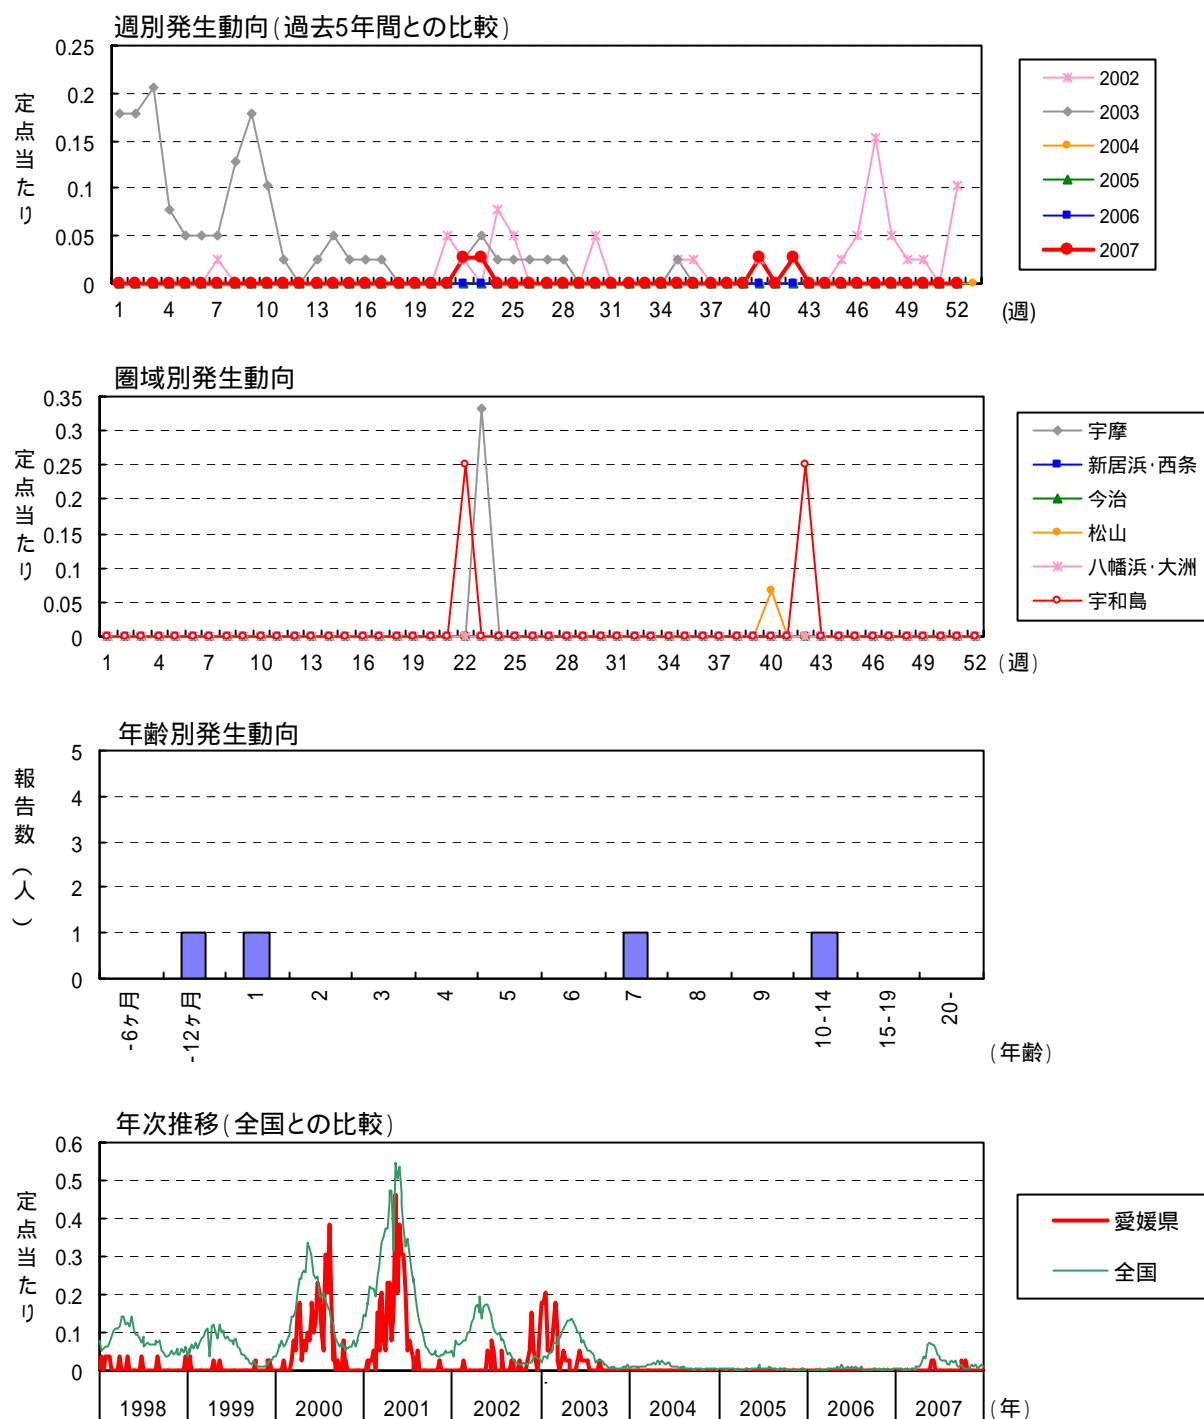 週別発生動向(過去5年間との比較)
定点当たり
0.25
0.2
0.15
0.1
0.05
0
1 4 7 10 13 16 19 22 25 28 31 34 37 40 43 46 49 52 (週)
2002
2003
2004
2005
2006
2007
圏域別発生動向
定点当たり
0.35
0.3
0.25
0.2
0.15
0.1
0.05
0
1 4 7 10 13 16 19 22 25 28 31 34 37 40 43 46 49 52 (週)
宇摩
新居浜・西条
今治
松山
八幡浜・大洲
宇和島
年齢別発生動向
報告数(人)
5
4
3
2
1
0
-6ヶ月 -12ヶ月 1 2 3 4 5 6 7 8 9 10-14 15-19 20-
(年齢)
年次推移(全国との比較)
定点当たり
0.6
0.5
0.4
0.3
0.2
0.1
0
1998 1999 2000 2001 2002 2003 2004 2005 2006 2007 (年)
愛媛県
全国